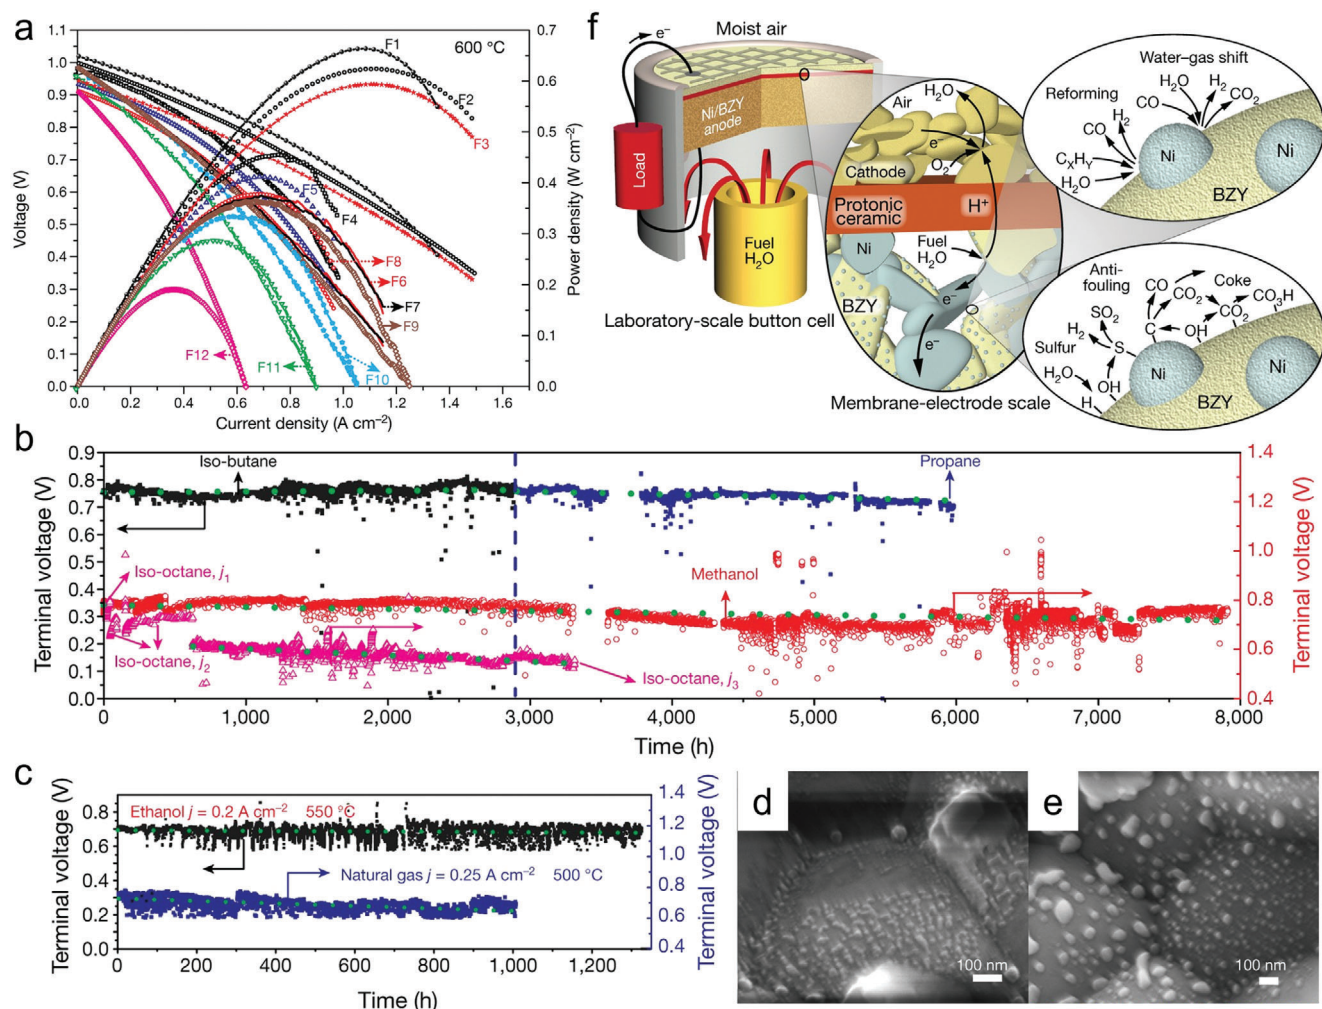 a
600 °C
1.1
1.0
0.9
0.8
0.7
0.6
0.5
0.4
0.3
0.2
0.1
0.0
Voltage (V)
0.7
0.6
0.5
0.4
0.3
0.2
0.1
0.0
Power density (W cm⁻²)
0.0
0.2
0.4
0.6
0.8
1.0
1.2
1.4
1.6
Current density (A cm⁻²)
F1
F2
F3
F4
F5
F8
F6
F7
F9
F10
F11
F12
f
Moist air
e⁻
Load
Ni/BZY
anode
Fuel
H₂O
Laboratory-scale button cell
Air
H₂O
e⁻
O₂
Cathode
Protonic
ceramic
H⁺
Ni
Fuel
H₂O
BZY
e⁻
e⁻
Membrane-electrode scale
Water–gas shift
H₂O
H₂
CO
CO₂
Reforming
H₂
CO
CₓHᵧ
H₂O
Ni
Ni
BZY
Anti-
fouling
CO
CO₂
Coke
CO₂
CO₃H
SO₂
H₂
C
OH
S
Sulfur
H₂O
OH
H
Ni
Ni
BZY
b
0.9
0.8
0.7
0.6
0.5
0.4
0.3
0.2
0.1
0.0
Terminal voltage (V)
Iso-butane
Propane
Iso-octane, j₁
Methanol
Iso-octane, j₂
Iso-octane, j₃
1.4
1.2
1.0
0.8
0.6
0.4
Terminal voltage (V)
0
1,000
2,000
3,000
4,000
5,000
6,000
7,000
8,000
Time (h)
c
0.9
0.6
0.3
0.0
Terminal voltage (V)
Ethanol j = 0.2 A cm⁻² 550 °C
Natural gas j = 0.25 A cm⁻² 500 °C
1.4
1.2
1.0
0.8
0.6
0.4
Terminal voltage (V)
0
200
400
600
800
1,000
1,200
Time (h)
d
100 nm
e
100 nm